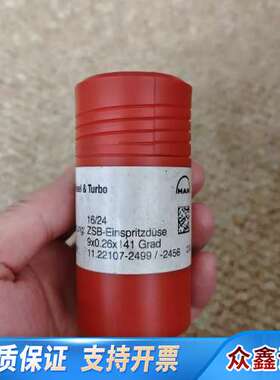 MAN
& Turbo
16/24
ZSB-Einspritzdüse
9x0.26x141 Grad
11.22107-2499 / -2456
质保证 支持开票 众鑫